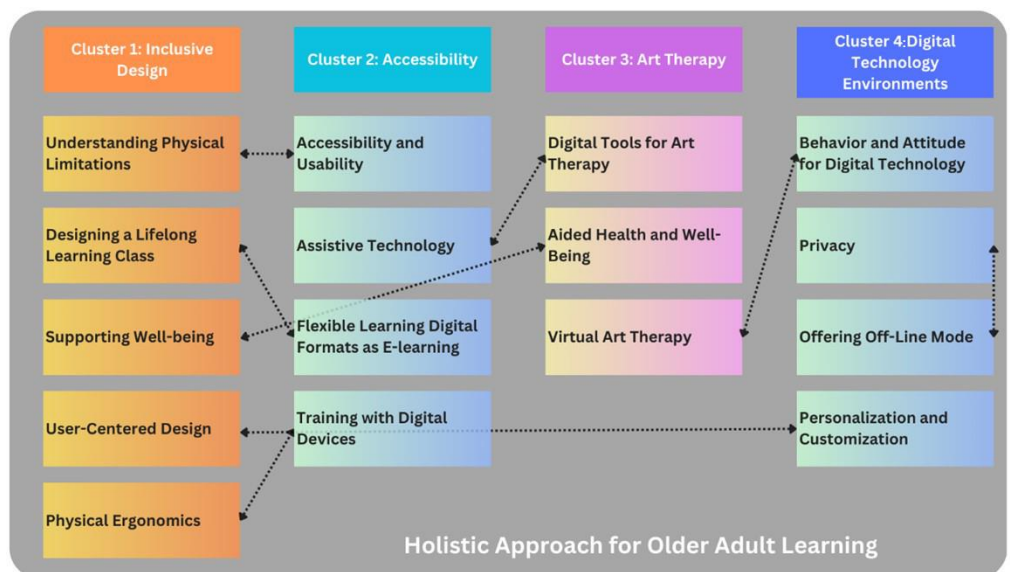 Cluster 1: Inclusive
Design
Cluster 2: Accessibility
Cluster 3: Art Therapy
Cluster 4:Digital
Technology
Environments
Understanding Physical
Limitations
Accessibility and
Usability
Digital Tools for Art
Therapy
Behavior and Attitude
for Digital Technology
Designing a Lifelong
Learning Class
Assistive Technology
Aided Health and Well-
Being
Privacy
Supporting Well-being
Flexible Learning Digital
Formats as E-learning
Virtual Art Therapy
Offering Off-Line Mode
User-Centered Design
Training with Digital
Devices
Personalization and
Customization
Physical Ergonomics
Holistic Approach for Older Adult Learning